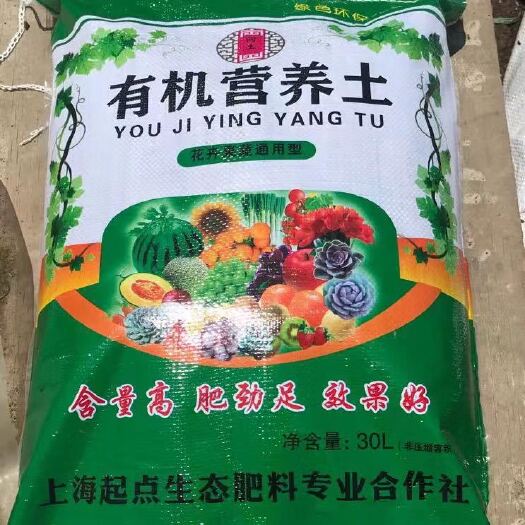 绿色环保
有机营养土
YOU JI YING YANG TU
花卉果蔬通用型
含量高 肥劲足 效果好
净含量: 30L
上海起点生态肥料专业合作社